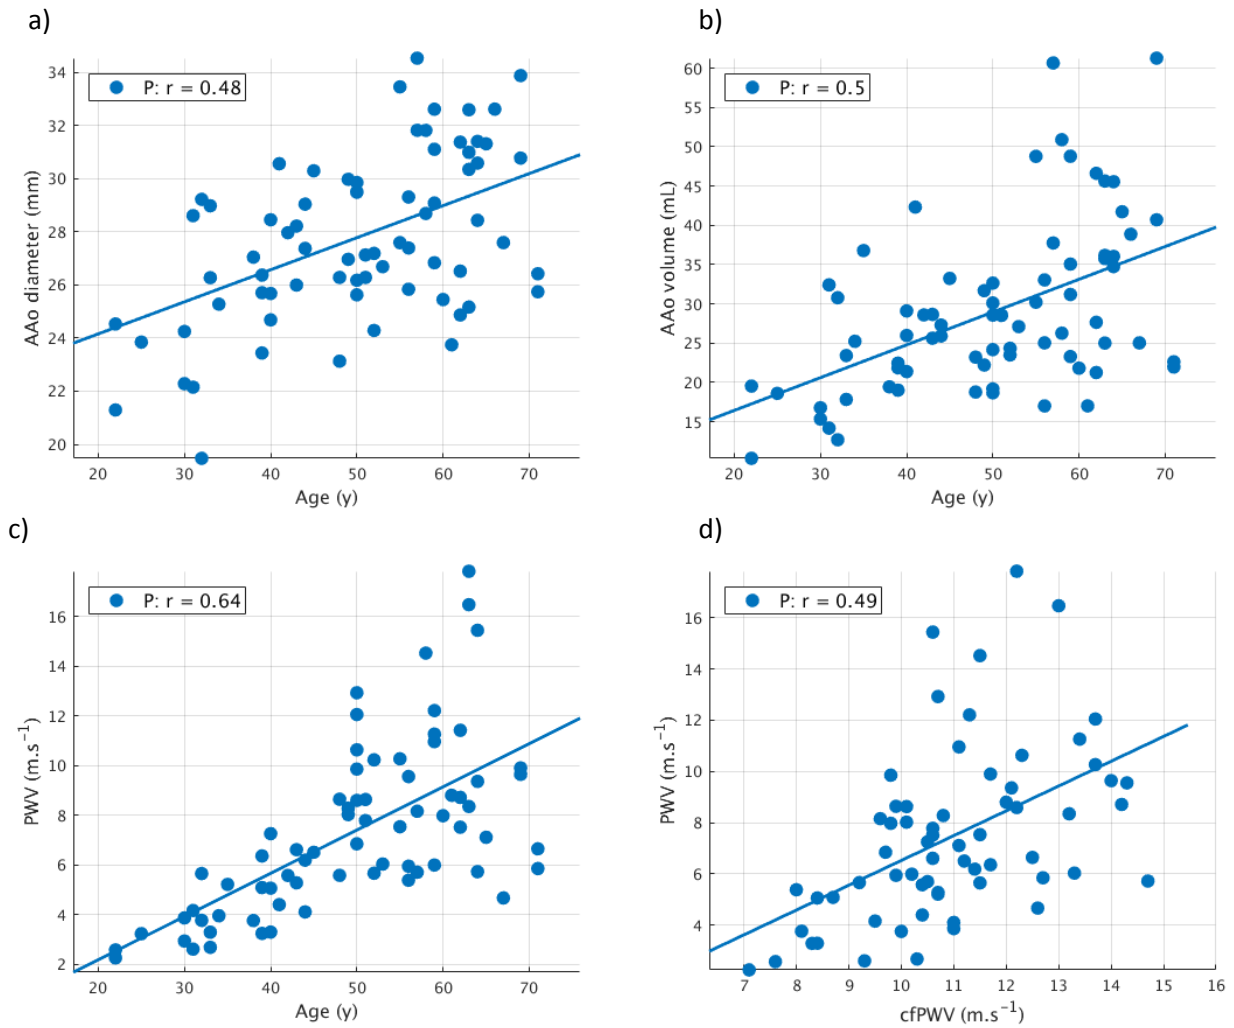 a)
P: r = 0.48
34
32
30
28
26
24
22
20
AAo diameter (mm)
20 30 40 50 60 70
Age (y)
b)
P: r = 0.5
60
55
50
45
40
35
30
25
20
15
AAo volume (mL)
20 30 40 50 60 70
Age (y)
c)
P: r = 0.64
16
14
12
10
8
6
4
2
PWV (m.s⁻¹)
20 30 40 50 60 70
Age (y)
d)
P: r = 0.49
16
14
12
10
8
6
4
PWV (m.s⁻¹)
7 8 9 10 11 12 13 14 15 16
cfPWV (m.s⁻¹)